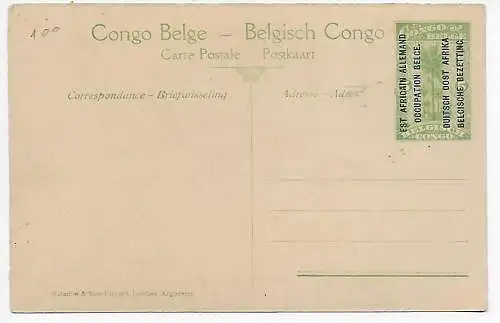 100
Congo Belge – Belgisch Congo
Carte Postale Postkaart
Correspondance – Briefwisseling
Adresse – Adres
EST AFRICAIN ALLEMAND
OCCUPATION BELGE.
DUITSCH OOST AFRIKA
BELGISCHE BEZETTING.
CONGO